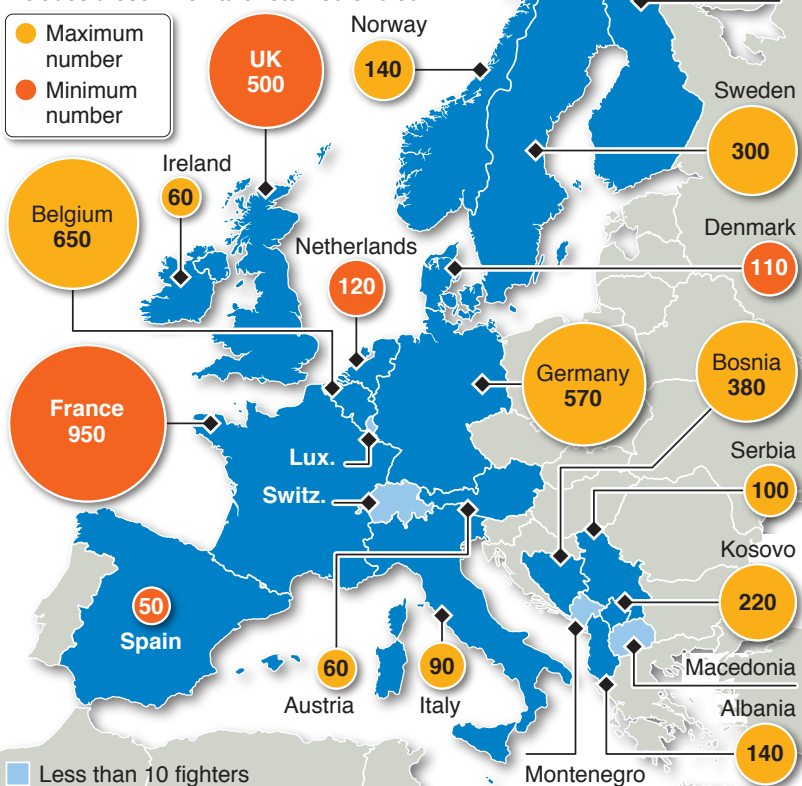 Maximum
number
Minimum
number
UK
500
Norway
140
Sweden
300
Ireland
60
Belgium
650
Netherlands
120
Denmark
110
Germany
570
Bosnia
380
France
950
Lux.
Switz.
Serbia
100
Kosovo
220
50
Spain
60
Austria
90
Italy
Macedonia
Albania
140
Montenegro
Less than 10 fighters